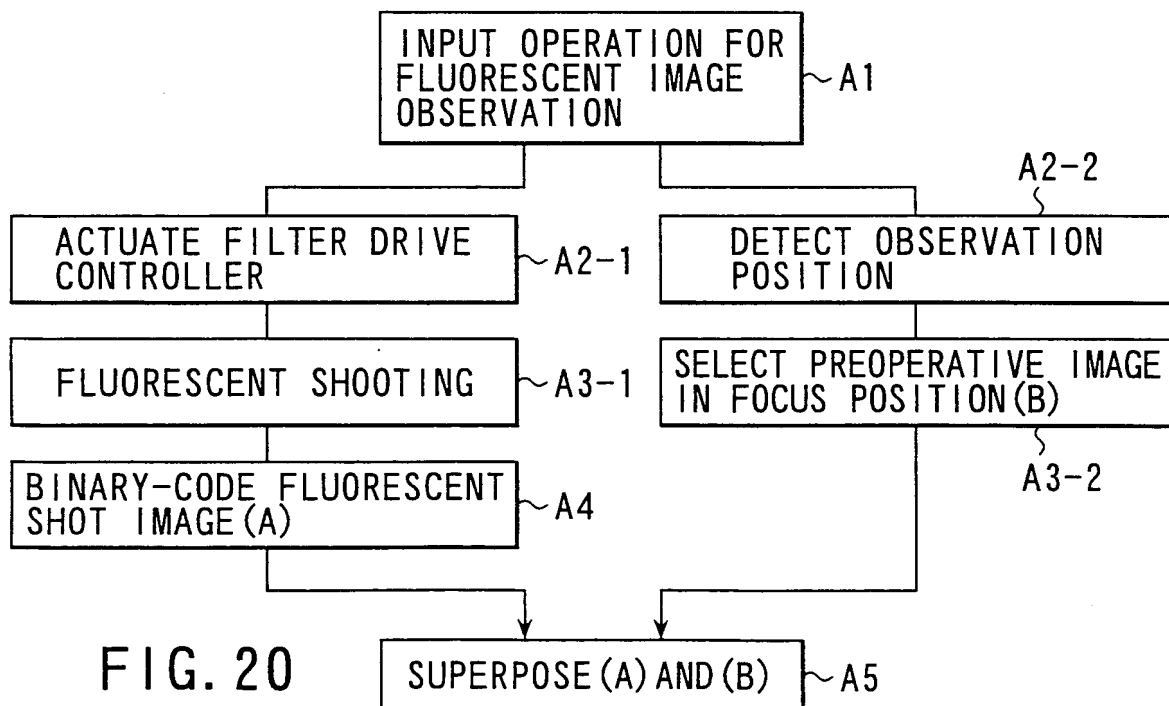 INPUT OPERATION FOR
FLUORESCENT IMAGE
OBSERVATION
A1
A2-2
ACTUATE FILTER DRIVE
CONTROLLER
A2-1
DETECT OBSERVATION
POSITION
FLUORESCENT SHOOTING
A3-1
SELECT PREOPERATIVE IMAGE
IN FOCUS POSITION(B)
A3-2
BINARY-CODE FLUORESCENT
SHOT IMAGE(A)
A4
FIG. 20
SUPERPOSE(A)AND(B)
A5